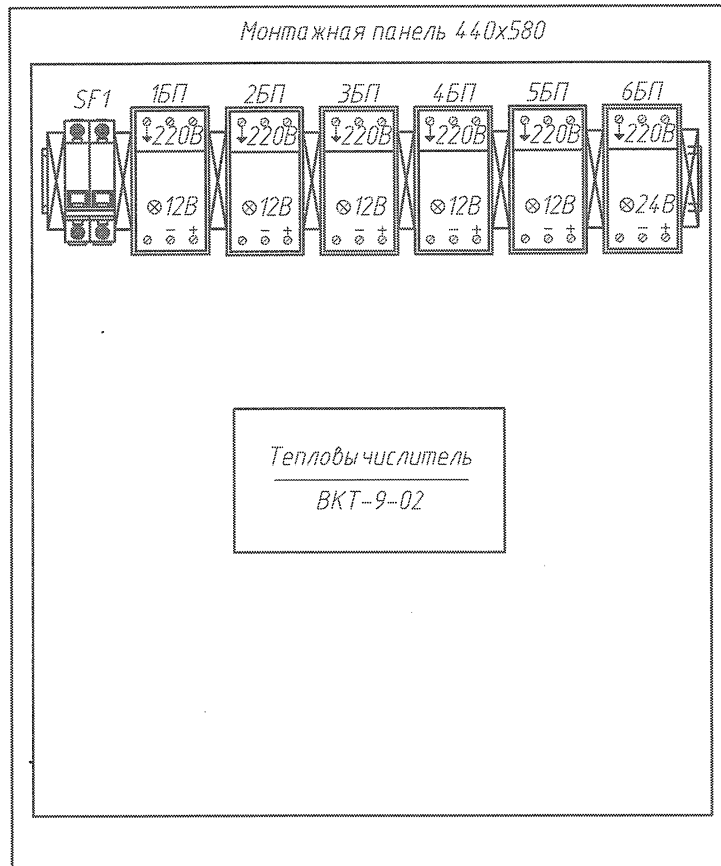 Монтажная панель 440х580
SF1 1БП 2БП 3БП 4БП 5БП 6БП
220В 220В 220В 220В 220В 220В
12В 12В 12В 12В 12В 24В
− + − + − + − + − + − +
Тепловычислитель
ВКТ-9-02